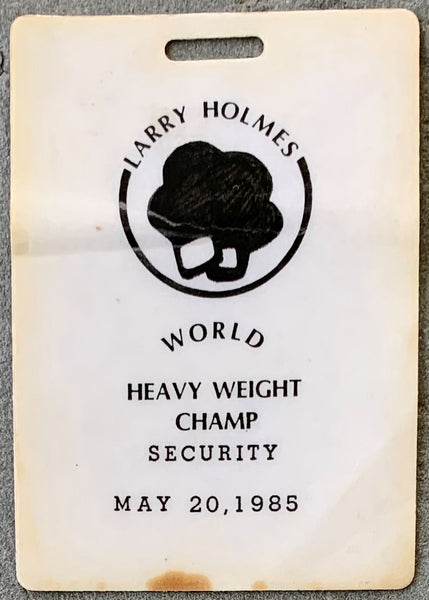 LARRY HOLMES
WORLD
HEAVY WEIGHT
CHAMP
SECURITY
MAY 20,1985